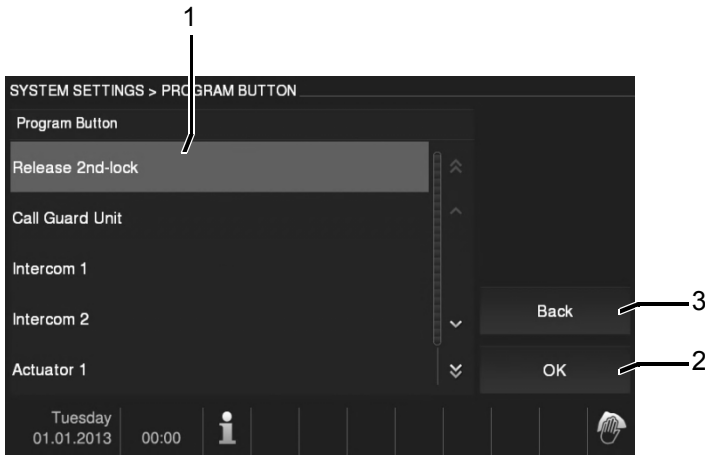 1
SYSTEM SETTINGS > PROGRAM BUTTON
Program Button
Release 2nd-lock
Call Guard Unit
Intercom 1
Intercom 2
Actuator 1
Back
3
OK
2
Tuesday
01.01.2013
00:00